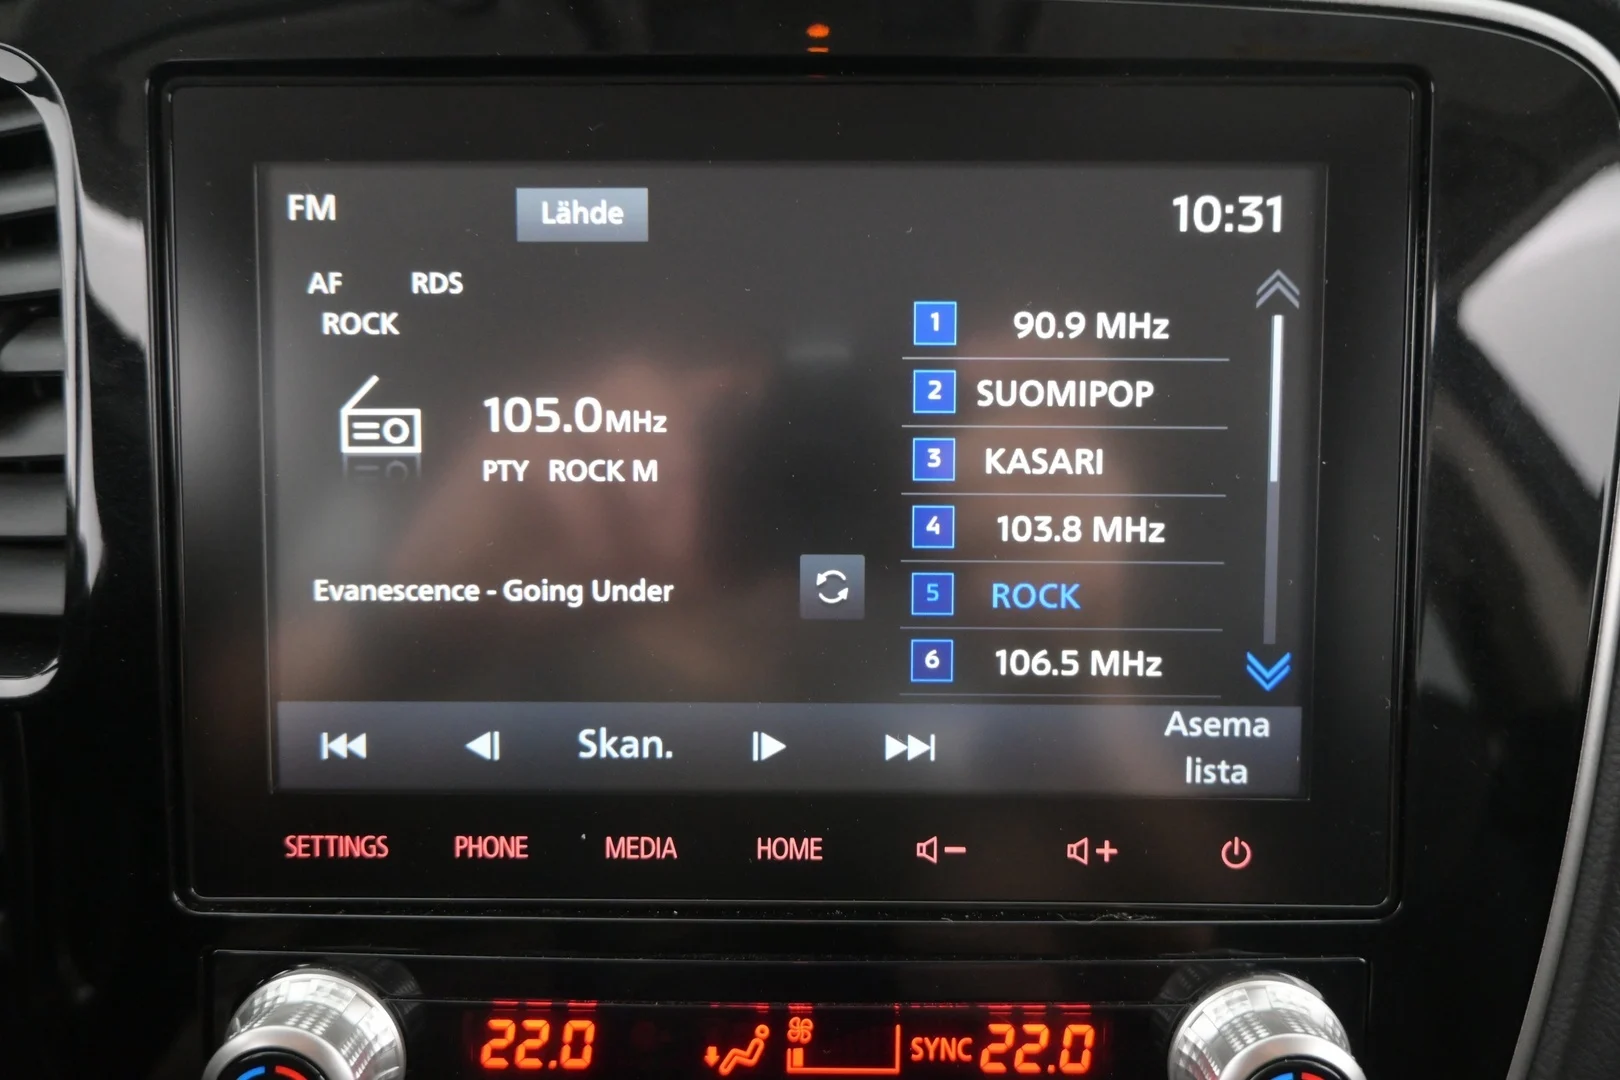 FM
Lähde
10:31
AF RDS
ROCK
105.0MHz
PTY ROCK M
Evanescence - Going Under
1 90.9 MHz
2 SUOMIPOP
3 KASARI
4 103.8 MHz
5 ROCK
6 106.5 MHz
Skan.
Asema
lista
SETTINGS PHONE MEDIA HOME
22.0 SYNC 22.0